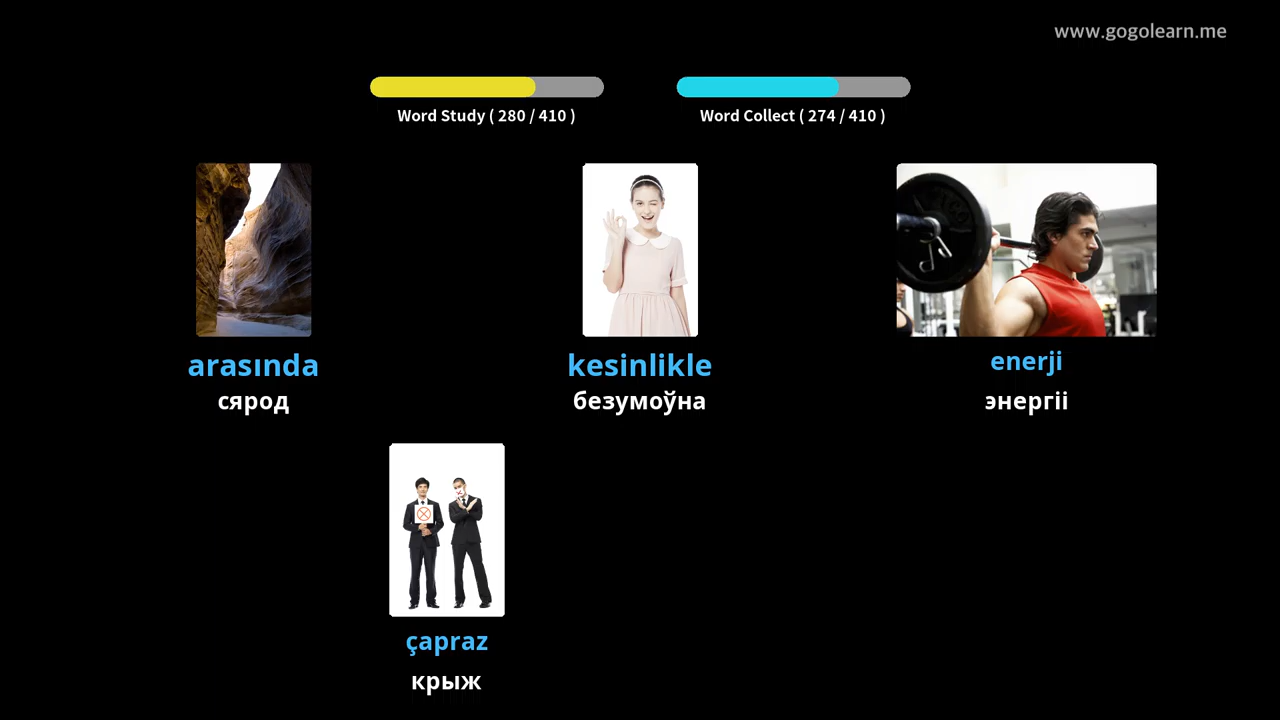 www.gogolearn.me
Word Study ( 280 / 410 )
Word Collect ( 274 / 410 )
arasında
сярод
kesinlikle
безумоўна
enerji
энергіі
çapraz
крыж